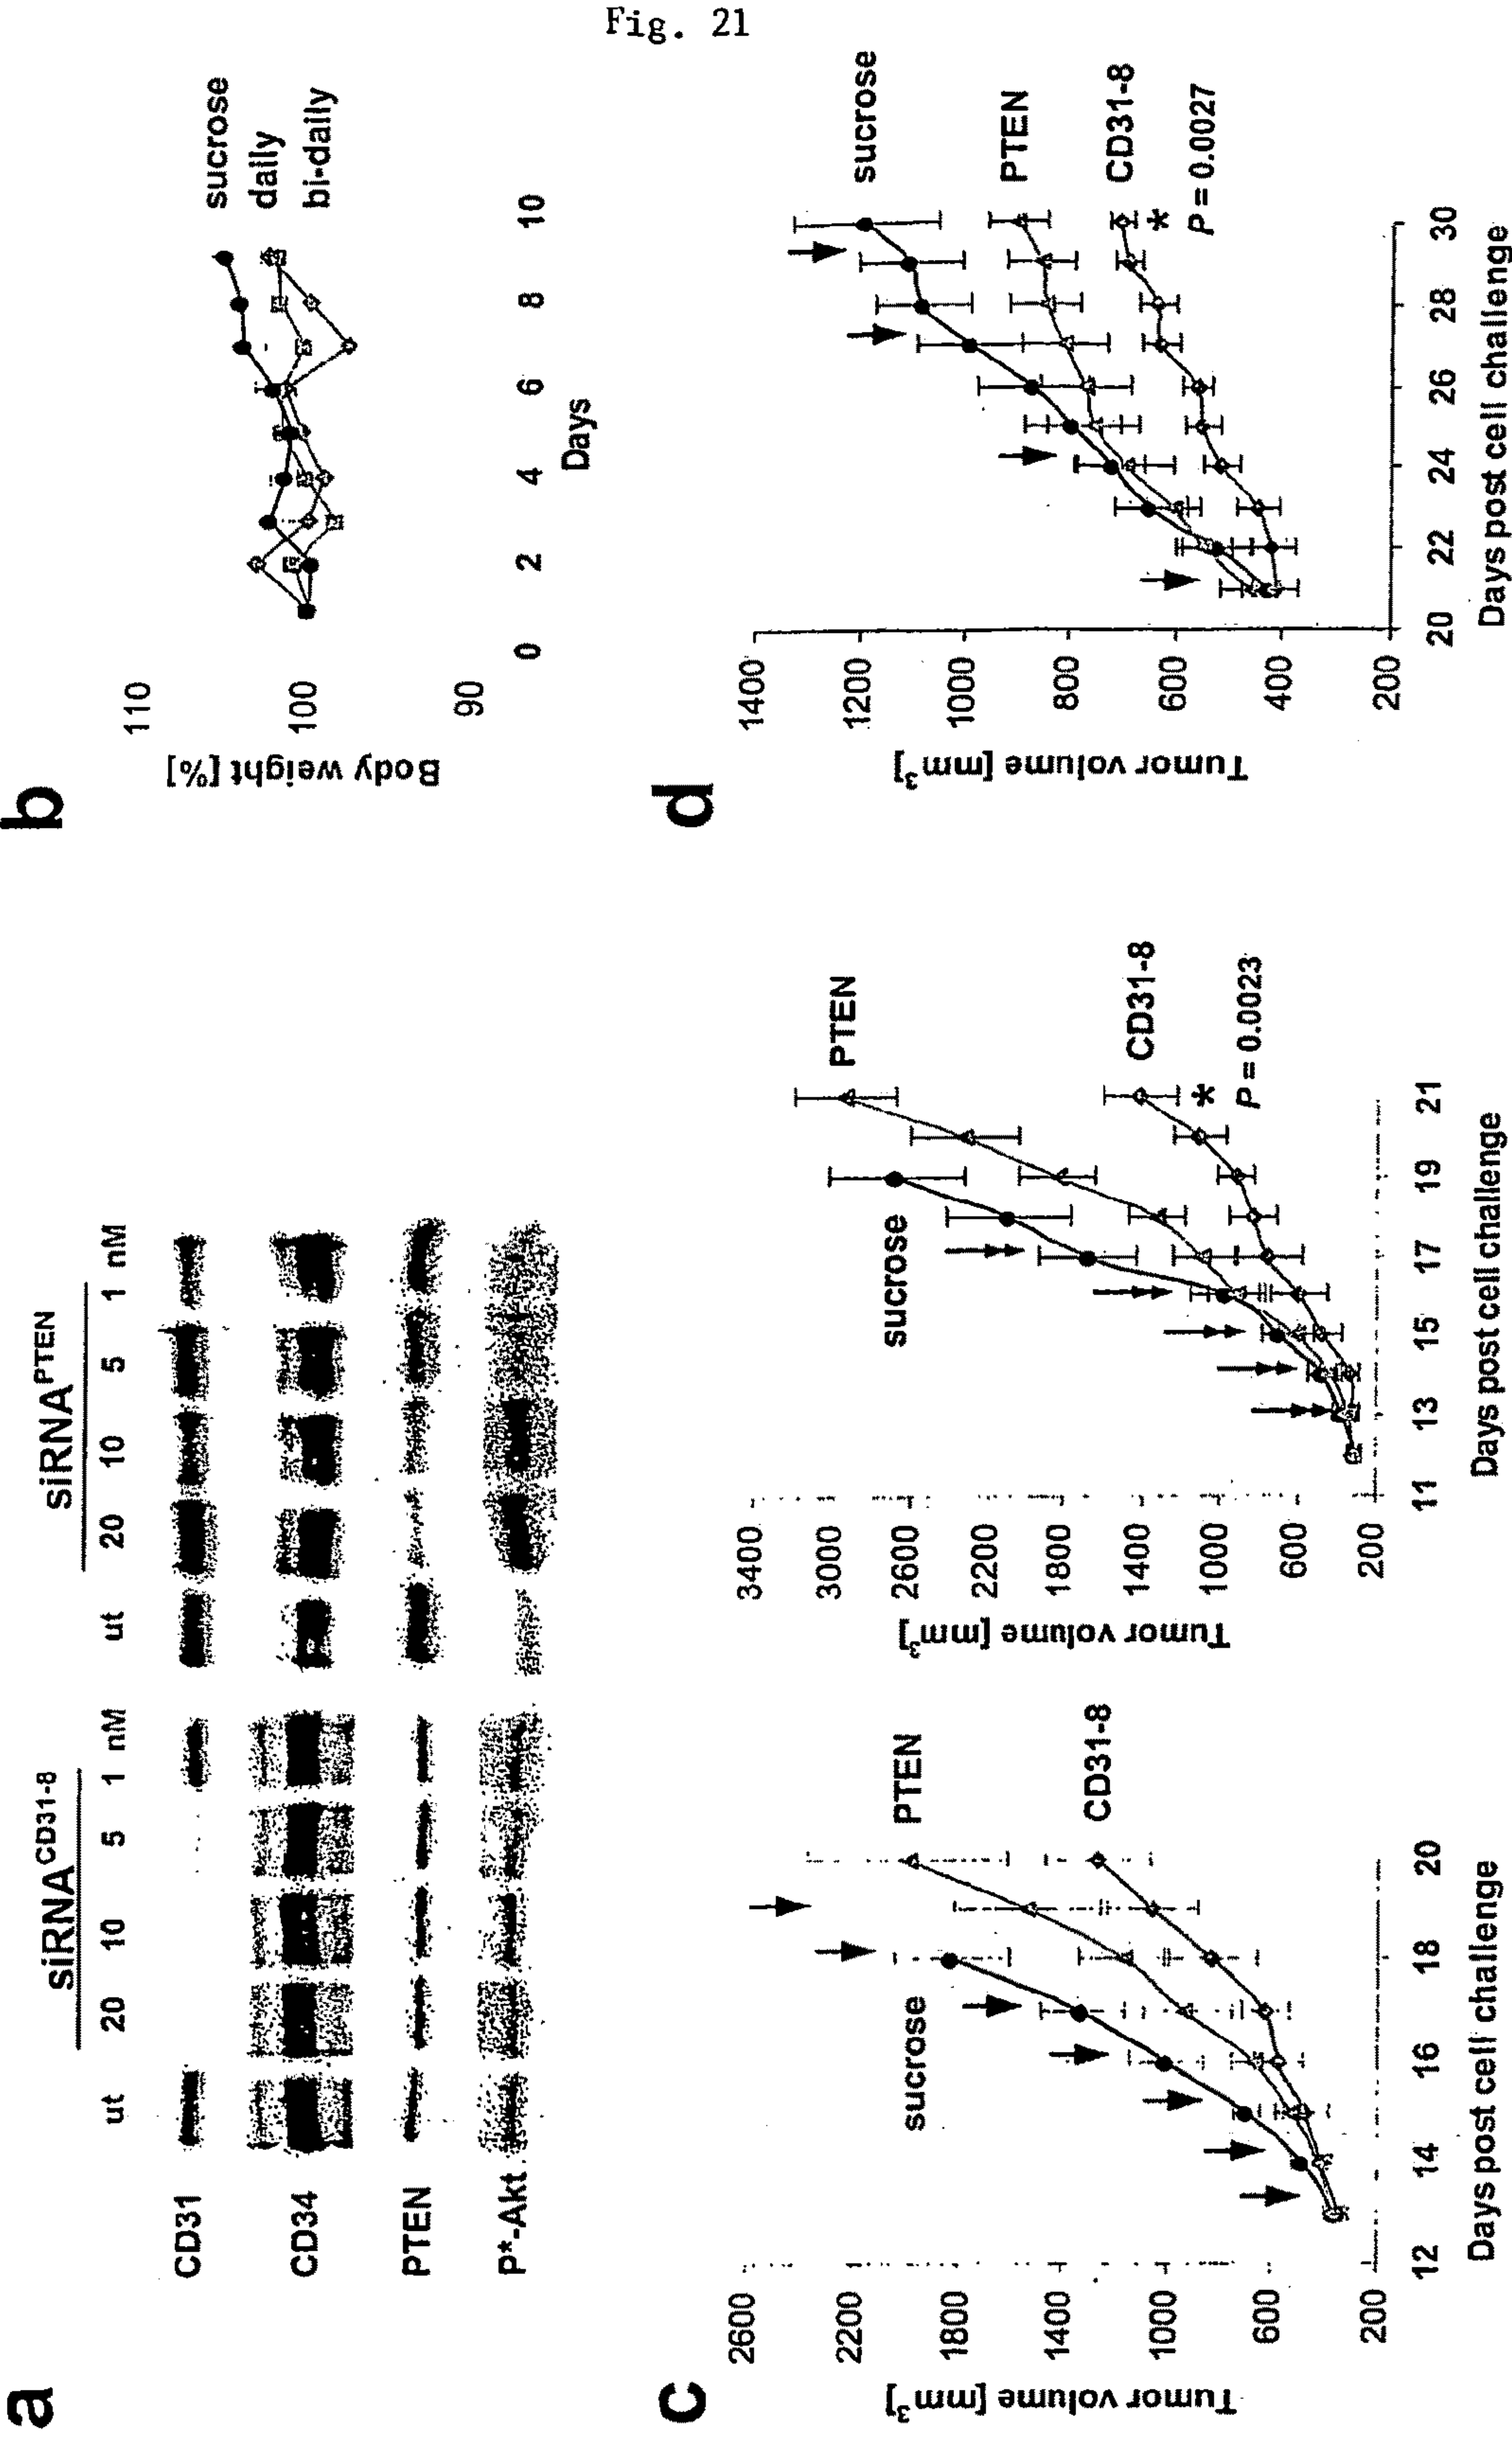 Fig. 21
a
siRNA^CD31-8
siRNA^PTEN
ut 20 10 5 1 nM
ut 20 10 5 1 nM
CD31
CD34
PTEN
P*-Akt
b
Body weight [%]
110
100
90
0 2 4 6 8 10
Days
sucrose
daily
bi-daily
c
Tumor volume [mm³]
2600
2200
1800
1400
1000
600
200
12 14 16 18 20
Days post cell challenge
sucrose
PTEN
CD31-8
Tumor volume [mm³]
3400
3000
2600
2200
1800
1400
1000
600
200
11 13 15 17 19 21
Days post cell challenge
sucrose
PTEN
CD31-8
*
P = 0.0023
d
Tumor volume [mm³]
1400
1200
1000
800
600
400
200
20 22 24 26 28 30
Days post cell challenge
sucrose
PTEN
CD31-8
*
P = 0.0027